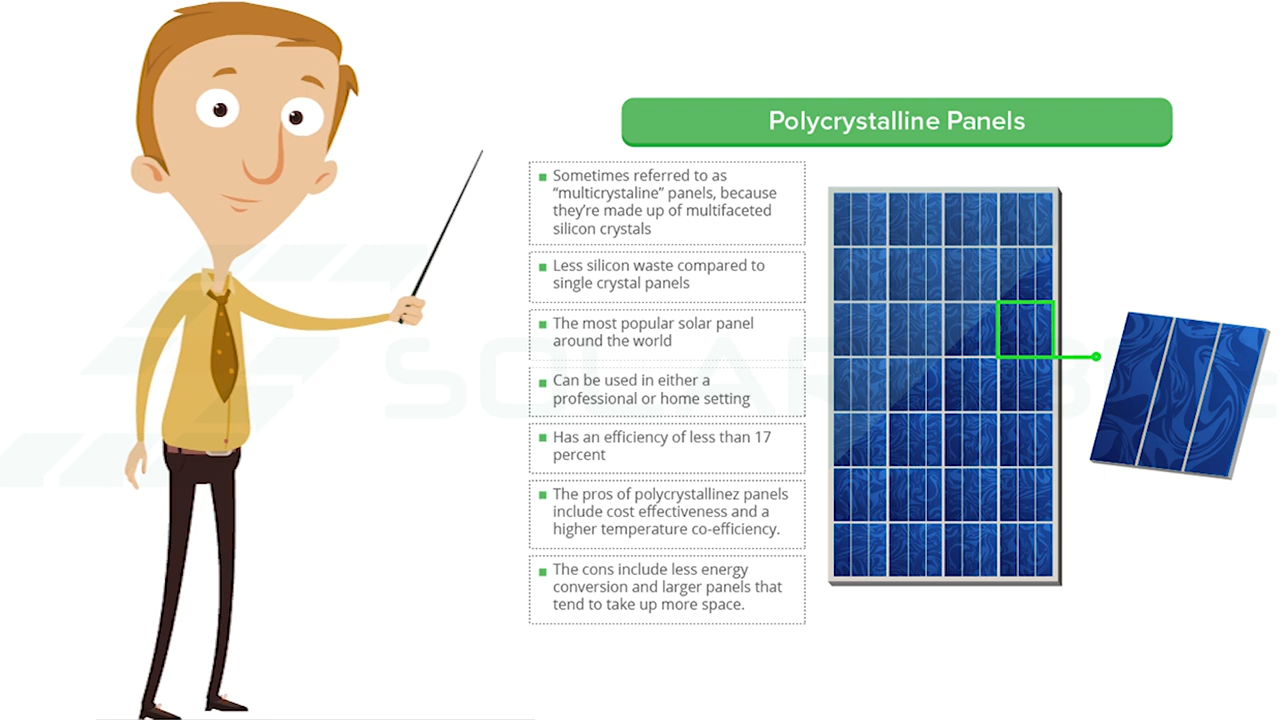 Polycrystalline Panels
Sometimes referred to as
“multicrystaline” panels, because
they’re made up of multifaceted
silicon crystals
Less silicon waste compared to
single crystal panels
The most popular solar panel
around the world
Can be used in either a
professional or home setting
Has an efficiency of less than 17
percent
The pros of polycrystallinez panels
include cost effectiveness and a
higher temperature co-efficiency.
The cons include less energy
conversion and larger panels that
tend to take up more space.
SOLAR